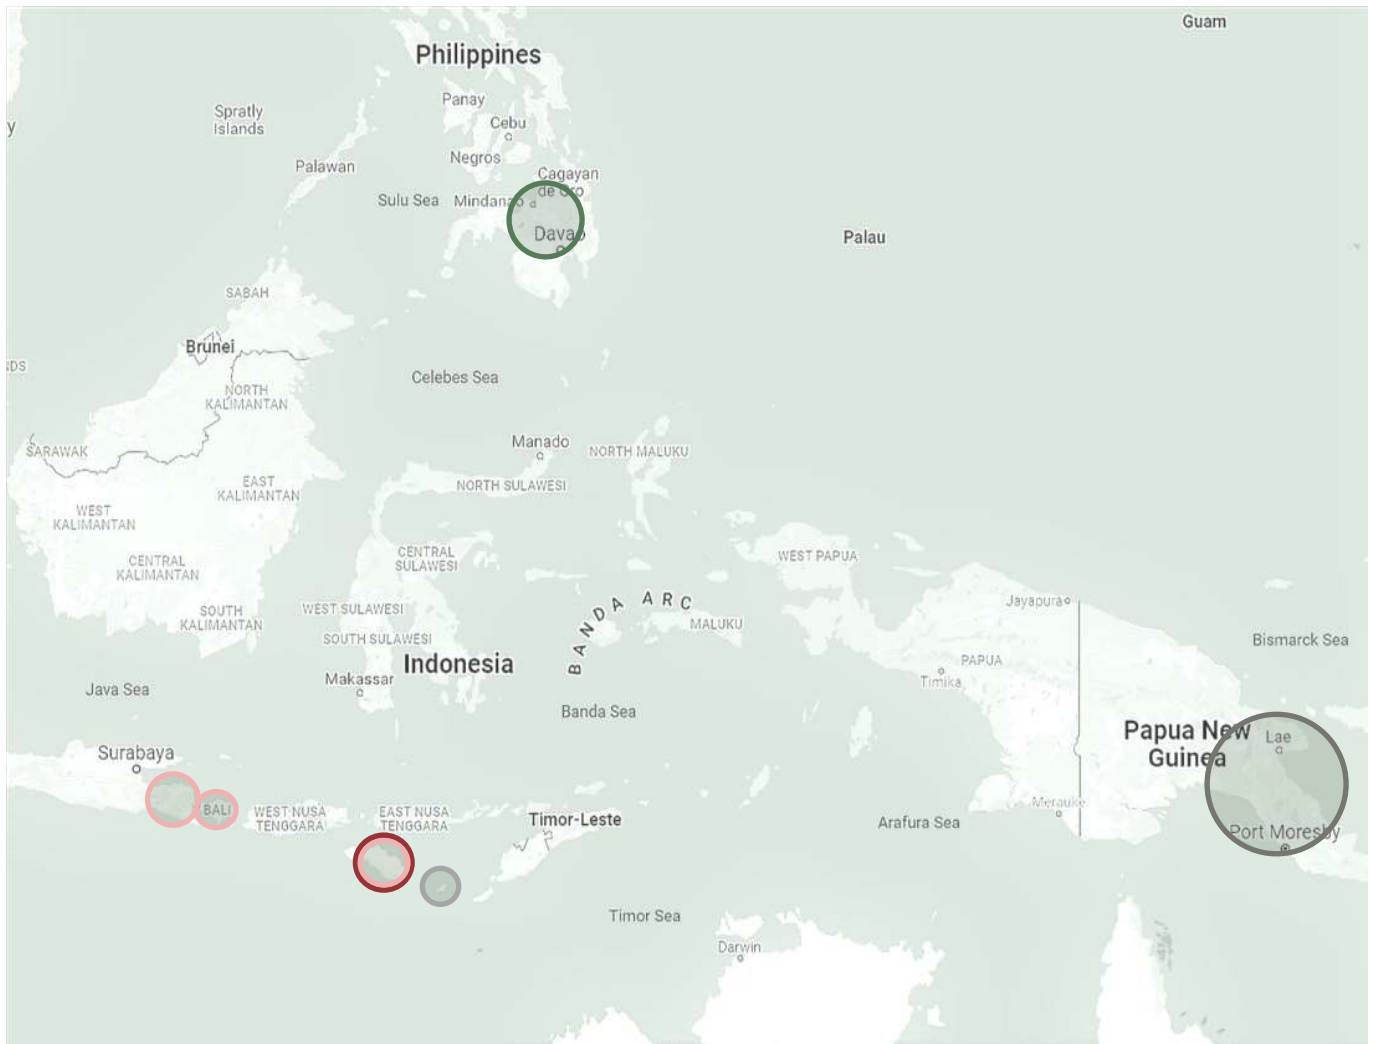 Guam
Philippines
Panay
Spratly
Islands
Cebu
y
Negros
Palawan
Cagayan
de Oro
Sulu Sea
Mindanao
Davao
Palau
SABAH
Brunei
NDS
Celebes Sea
NORTH
KALIMANTAN
Manado
NORTH MALUKU
SARAWAK
EAST
KALIMANTAN
NORTH SULAWESI
WEST
KALIMANTAN
CENTRAL
SULAWESI
WEST PAPUA
CENTRAL
KALIMANTAN
BANDA ARC
Jayapura
WEST SULAWESI
SOUTH
KALIMANTAN
MALUKU
SOUTH SULAWESI
Bismarck Sea
Indonesia
PAPUA
Makassar
Timika
Java Sea
Banda Sea
Papua New
Guinea
Lae
Surabaya
Merauke
BALI
WEST NUSA
TENGGARA
EAST NUSA
TENGGARA
Timor-Leste
Arafura Sea
Port Moresby
Timor Sea
Darwin